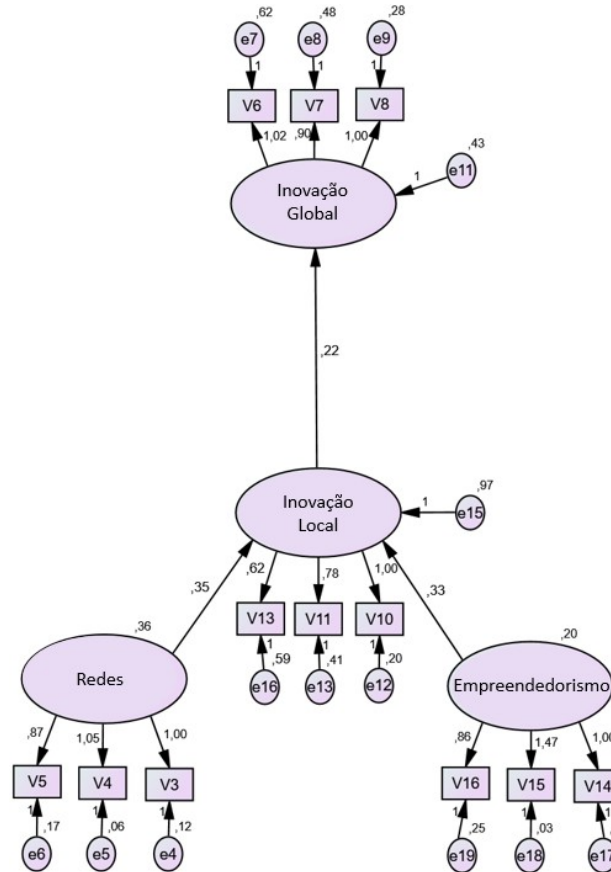 ,62 ,48 ,28
e7 e8 e9
1 1 1
V6 V7 V8
1,02 ,90 1,00
,43
1 e11
Inovação
Global
,22
,97
1 e15
Inovação
Local
,35 ,62 ,78 1,00 ,33
V13 V11 V10
1 1 1
,59 ,41 ,20
e16 e13 e12
,36
Redes
,20
Empreendedorismo
,87 1,05 1,00
V5 V4 V3
1 1 1
,17 ,06 ,12
e6 e5 e4
,86 1,47 1,00
V16 V15 V14
1 1 1
,25 ,03
e19 e18 e17